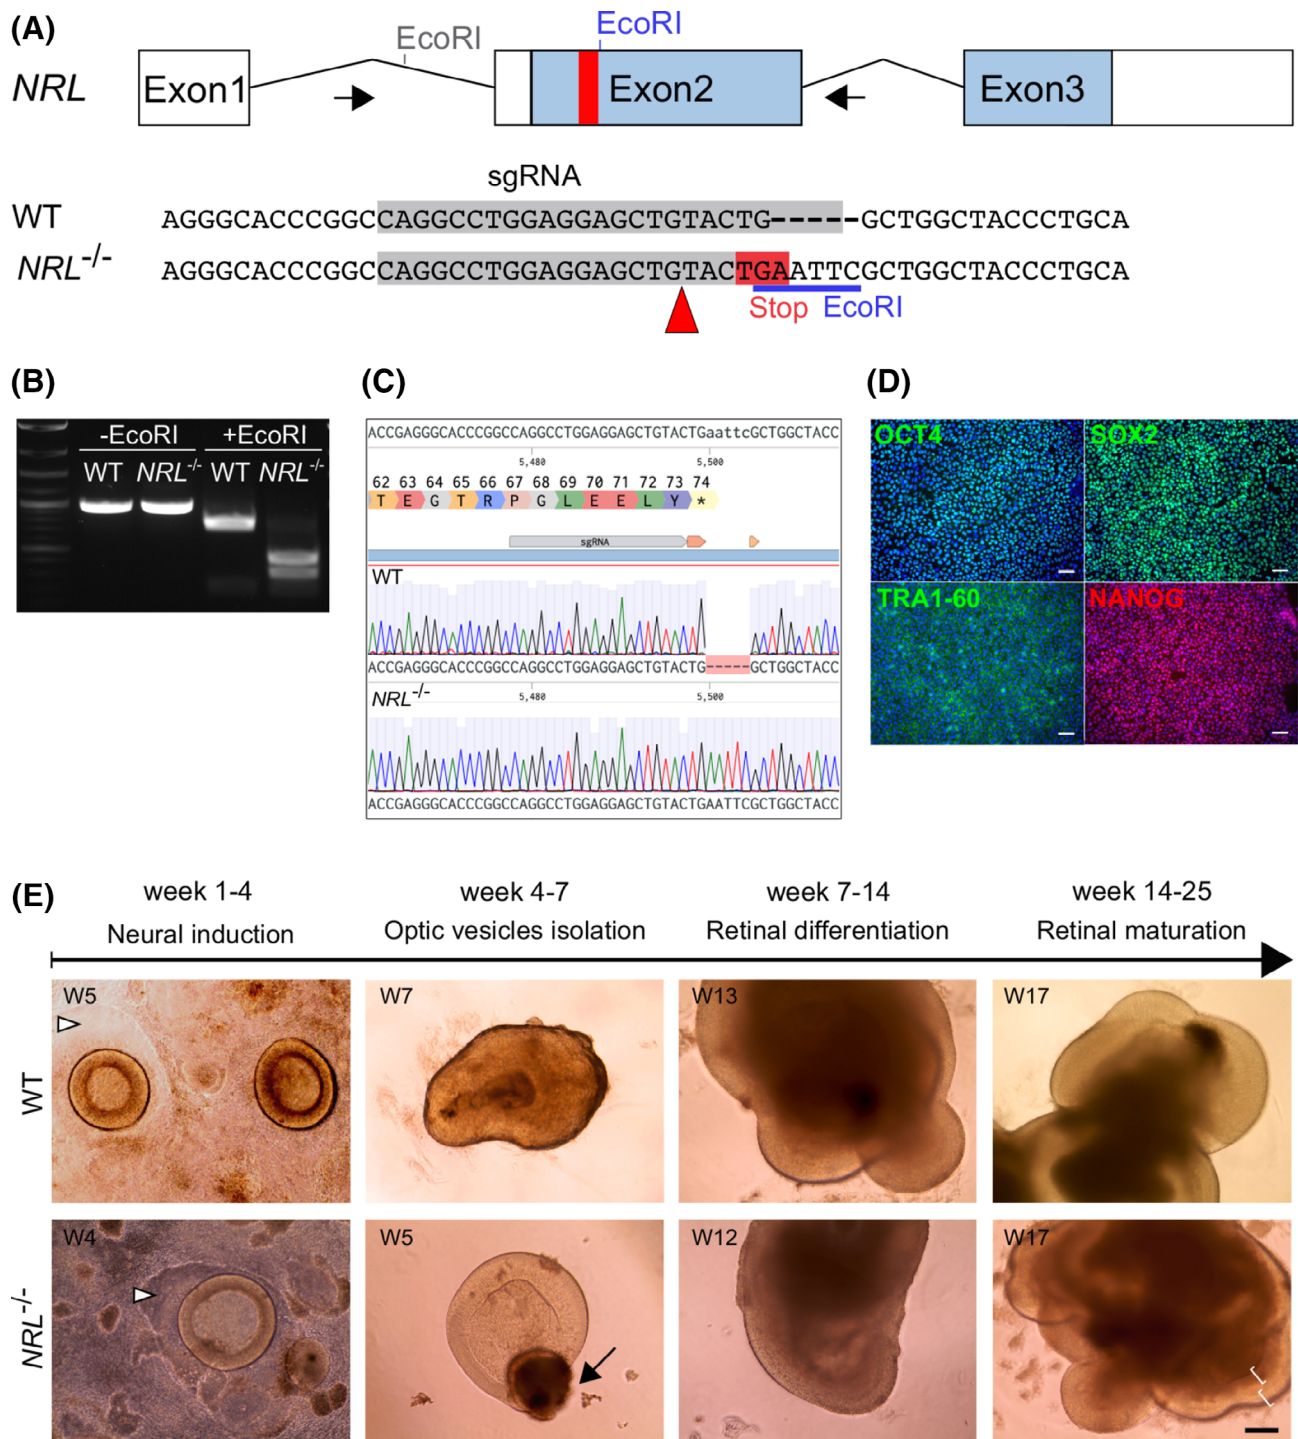 (A)
EcoRI
EcoRI
NRL
Exon1
Exon2
Exon3
sgRNA
WT
AGGGCACCCGGCCAGGCCTGGAGGAGCTGTACTG-----GCTGGCTACCCTGCA
NRL-/-
AGGGCACCCGGCCAGGCCTGGAGGAGCTGTACTGAATTCGCTGGCTACCCTGCA
Stop EcoRI
(B)
-EcoRI +EcoRI
WT NRL-/- WT NRL-/-
(C)
ACCGAGGGCACCCGGCCAGGCCTGGAGGAGCTGTACTGaattcGCTGGCTACC
5,480 5,500
62 63 64 65 66 67 68 69 70 71 72 73 74
T E G T R P G L E E L Y *
sgRNA
WT
ACCGAGGGCACCCGGCCAGGCCTGGAGGAGCTGTACTG-----GCTGGCTACC
5,480 5,500
NRL-/-
ACCGAGGGCACCCGGCCAGGCCTGGAGGAGCTGTACTGAATTCGCTGGCTACC
(D)
OCT4
SOX2
TRA1-60
NANOG
(E)
week 1-4
week 4-7
week 7-14
week 14-25
Neural induction
Optic vesicles isolation
Retinal differentiation
Retinal maturation
WT
W5
W7
W13
W17
NRL-/-
W4
W5
W12
W17